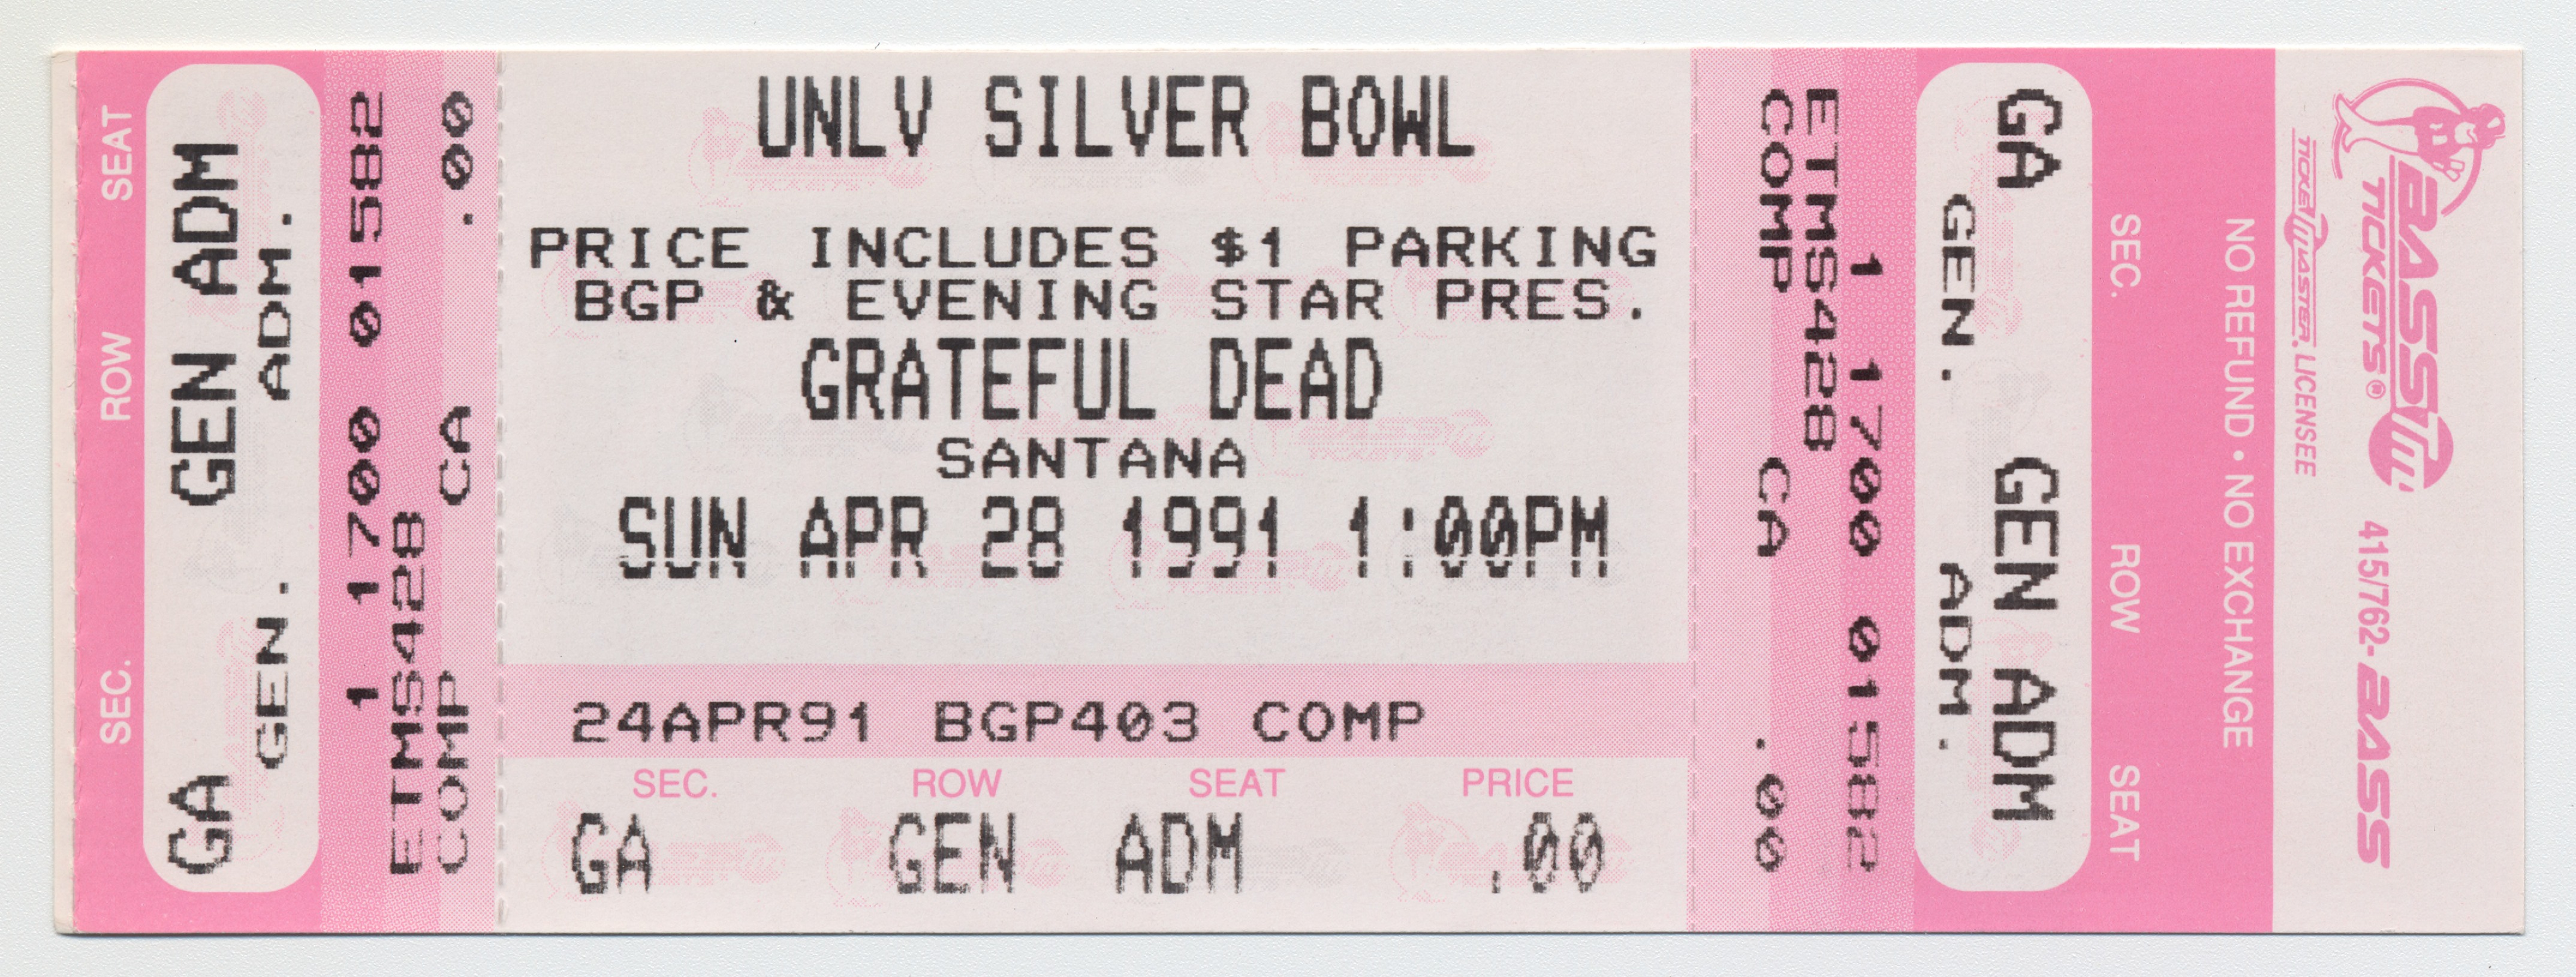 SEC. ROW SEAT
GA GEN ADM
GEN. ADM.
1 1700 01582
ETMS428
COMP CA .00
UNLV SILVER BOWL
PRICE INCLUDES $1 PARKING
BGP & EVENING STAR PRES.
GRATEFUL DEAD
SANTANA
SUN APR 28 1991 1:00PM
24APR91 BGP403 COMP
SEC. ROW SEAT PRICE
GA GEN ADM .00
COMP CA .00
ETMS428
1 1700 01582
GEN. ADM.
GA GEN ADM
SEC. ROW SEAT
NO REFUND • NO EXCHANGE
TICKETMASTER LICENSEE
BASSTM
TICKETS®
415/762-BASS